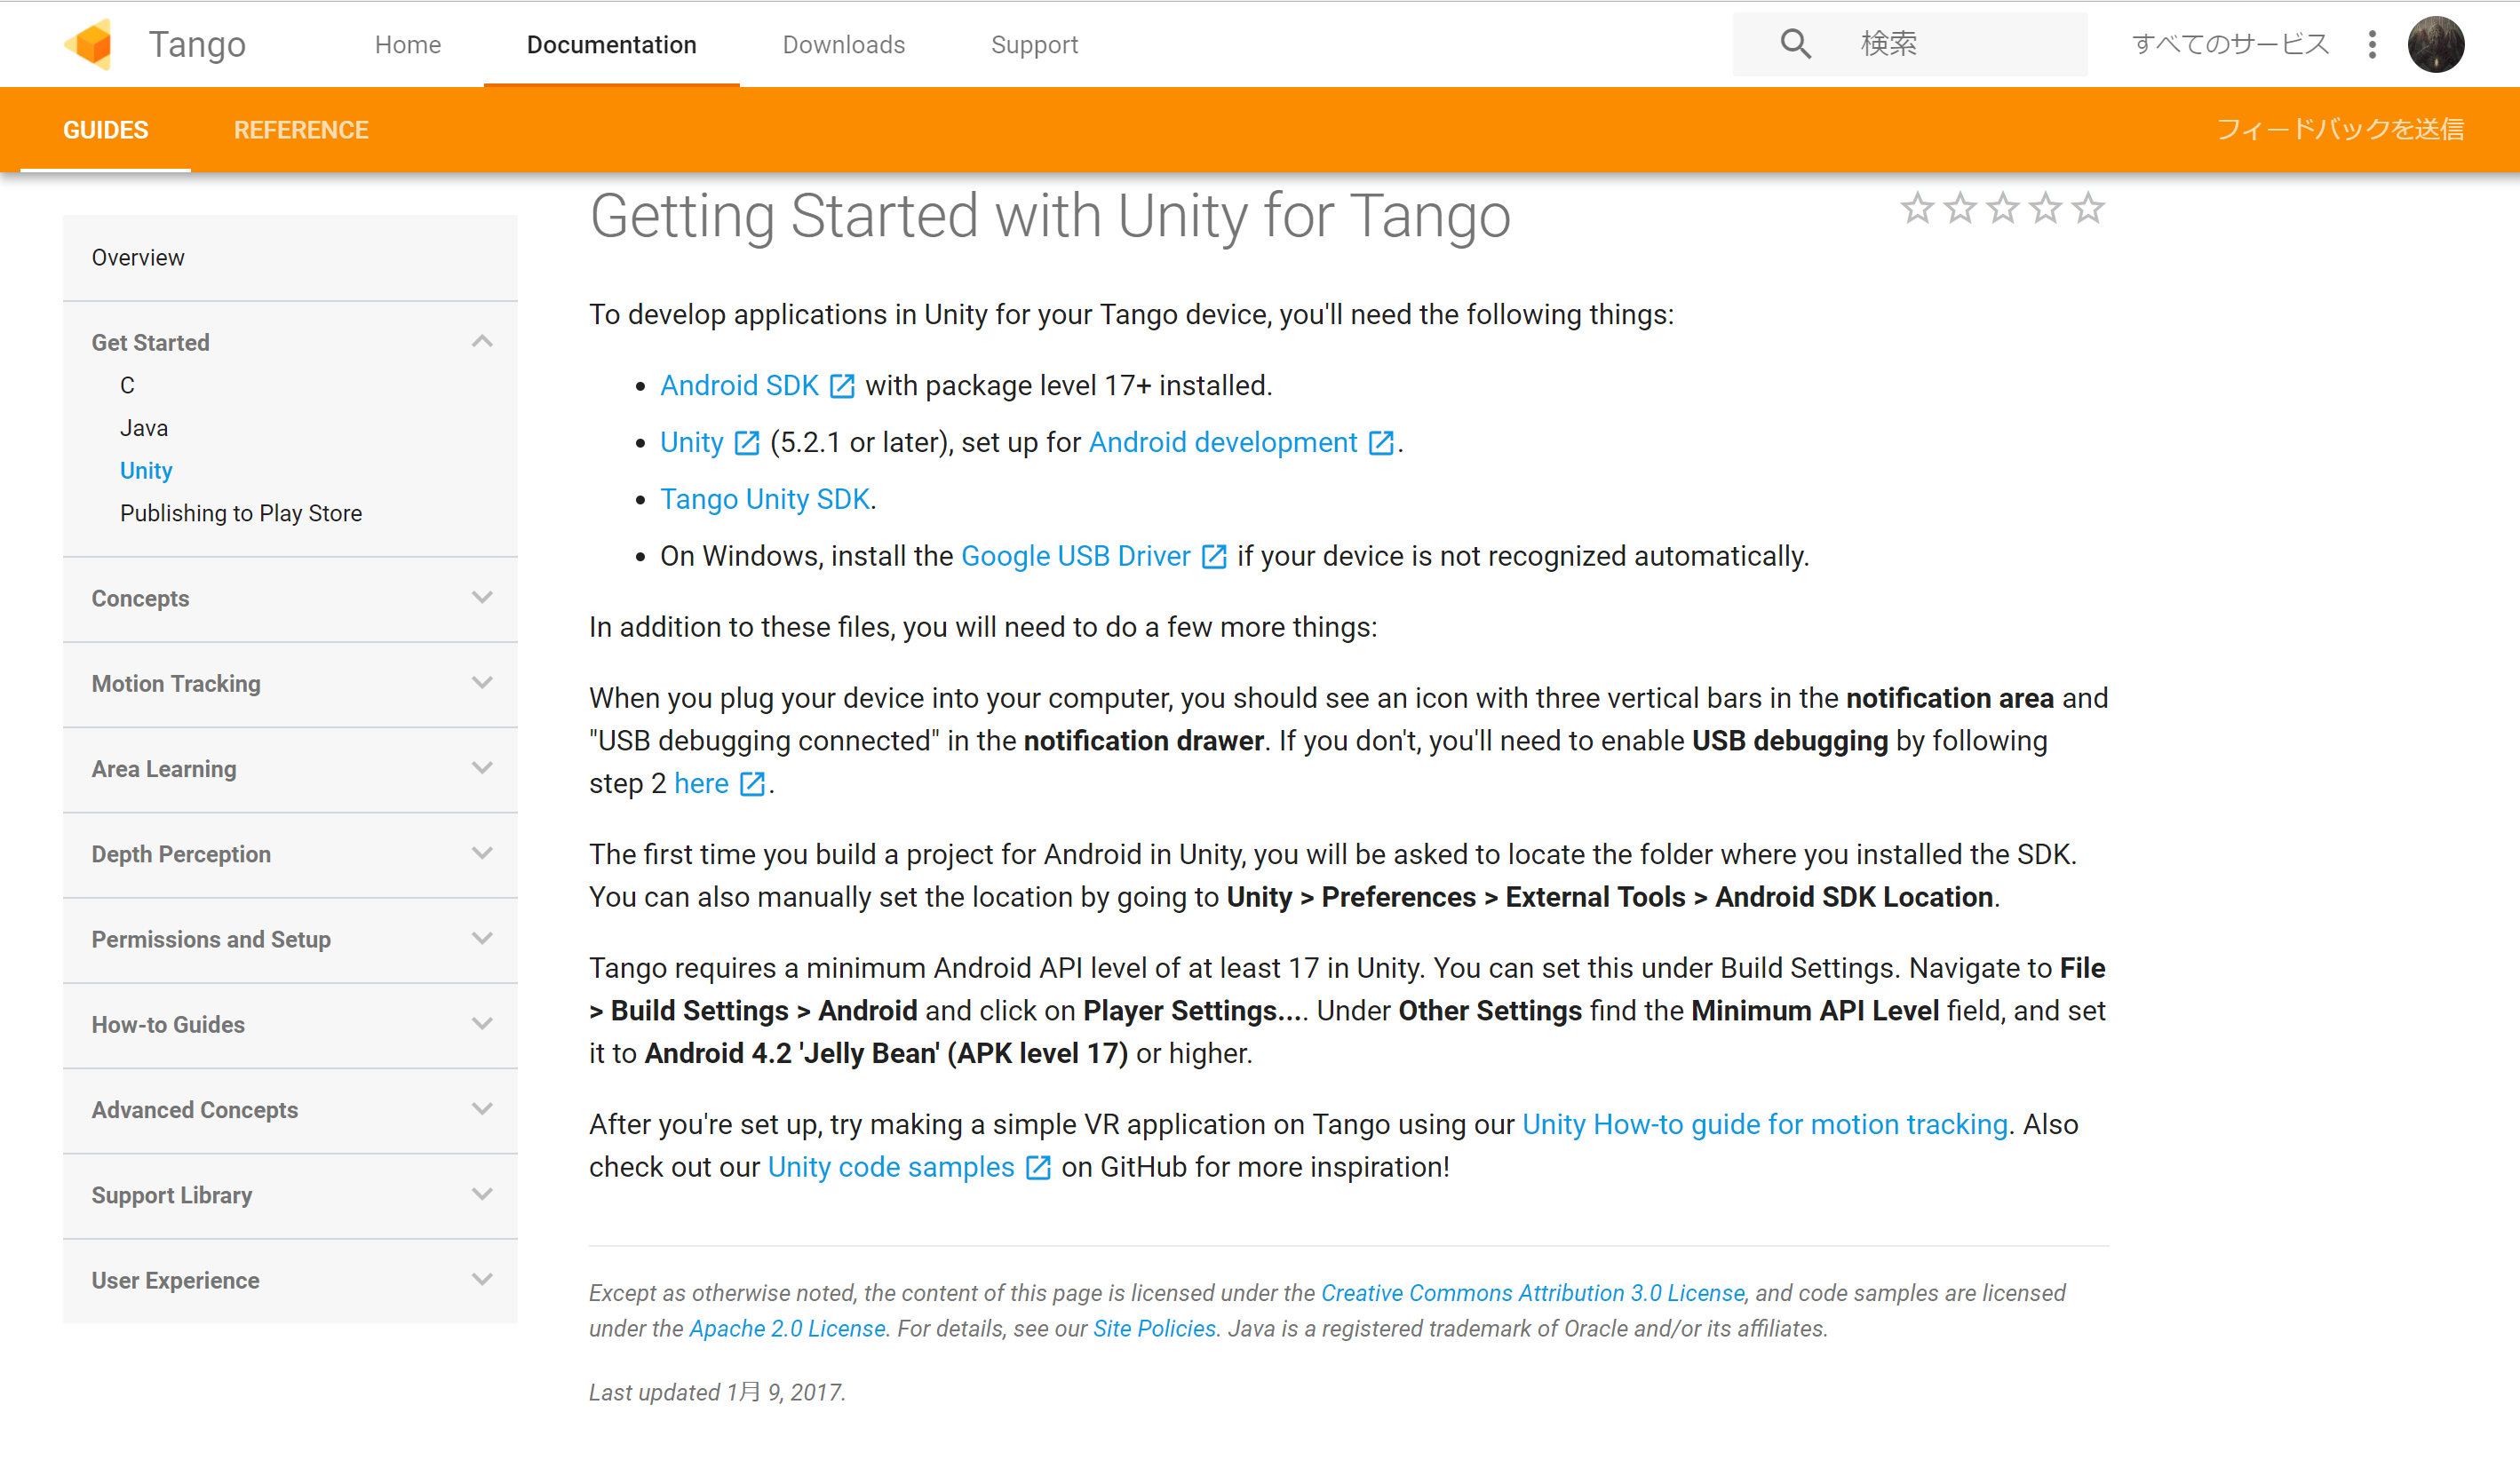 Tango
Home
Documentation
Downloads
Support
検索
すべてのサービス
GUIDES
REFERENCE
フィードバックを送信
Overview
Get Started
C
Java
Unity
Publishing to Play Store
Concepts
Motion Tracking
Area Learning
Depth Perception
Permissions and Setup
How-to Guides
Advanced Concepts
Support Library
User Experience
Getting Started with Unity for Tango
To develop applications in Unity for your Tango device, you'll need the following things:
• Android SDK with package level 17+ installed.
• Unity (5.2.1 or later), set up for Android development.
• Tango Unity SDK.
• On Windows, install the Google USB Driver if your device is not recognized automatically.
In addition to these files, you will need to do a few more things:
When you plug your device into your computer, you should see an icon with three vertical bars in the notification area and
"USB debugging connected" in the notification drawer. If you don't, you'll need to enable USB debugging by following
step 2 here.
The first time you build a project for Android in Unity, you will be asked to locate the folder where you installed the SDK.
You can also manually set the location by going to Unity > Preferences > External Tools > Android SDK Location.
Tango requires a minimum Android API level of at least 17 in Unity. You can set this under Build Settings. Navigate to File
> Build Settings > Android and click on Player Settings.... Under Other Settings find the Minimum API Level field, and set
it to Android 4.2 'Jelly Bean' (APK level 17) or higher.
After you're set up, try making a simple VR application on Tango using our Unity How-to guide for motion tracking. Also
check out our Unity code samples on GitHub for more inspiration!
Except as otherwise noted, the content of this page is licensed under the Creative Commons Attribution 3.0 License, and code samples are licensed
under the Apache 2.0 License. For details, see our Site Policies. Java is a registered trademark of Oracle and/or its affiliates.
Last updated 1月 9, 2017.